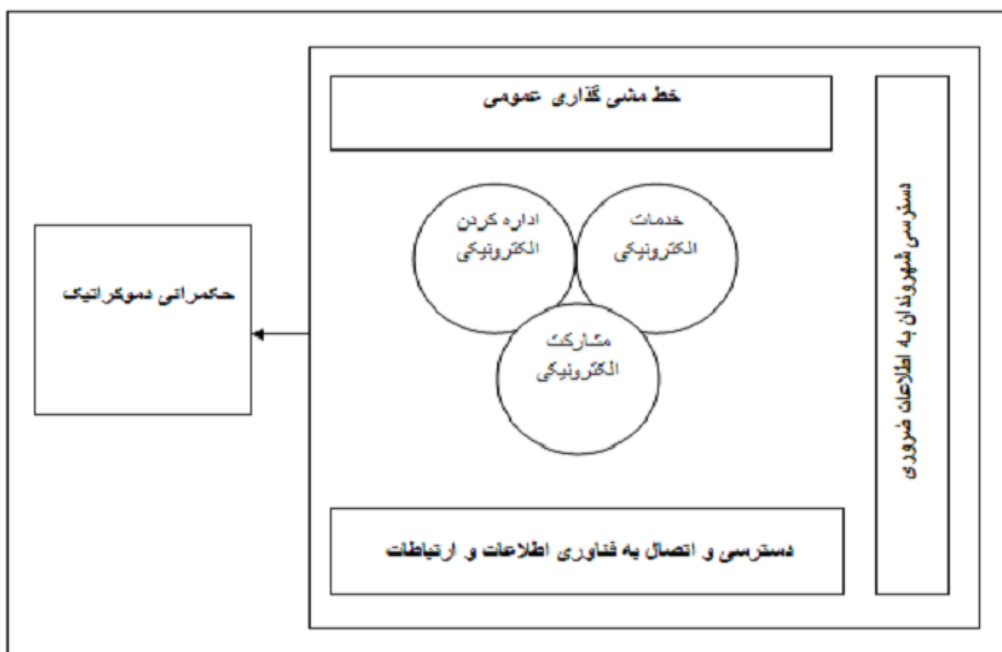 خط مشی گذاری عمومی
دسترسی شهروندان به اطلاعات ضروری
خدمات
الکترونیکی
اداره کردن
الکترونیکی
مشارکت
الکترونیکی
حکمرانی دموکراتیک
دسترسی و اتصال به فناوری اطلاعات و ارتباطات